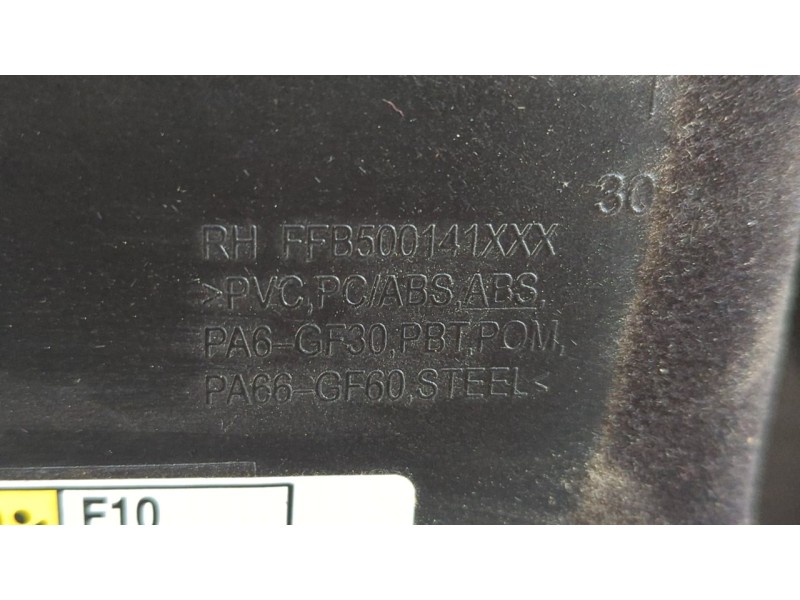 30
RH FFB500141XXX
>PVC,PC/ABS,ABS,
PA6-GF30,PBT,POM,
PA66-GF60,STEEL<
F10